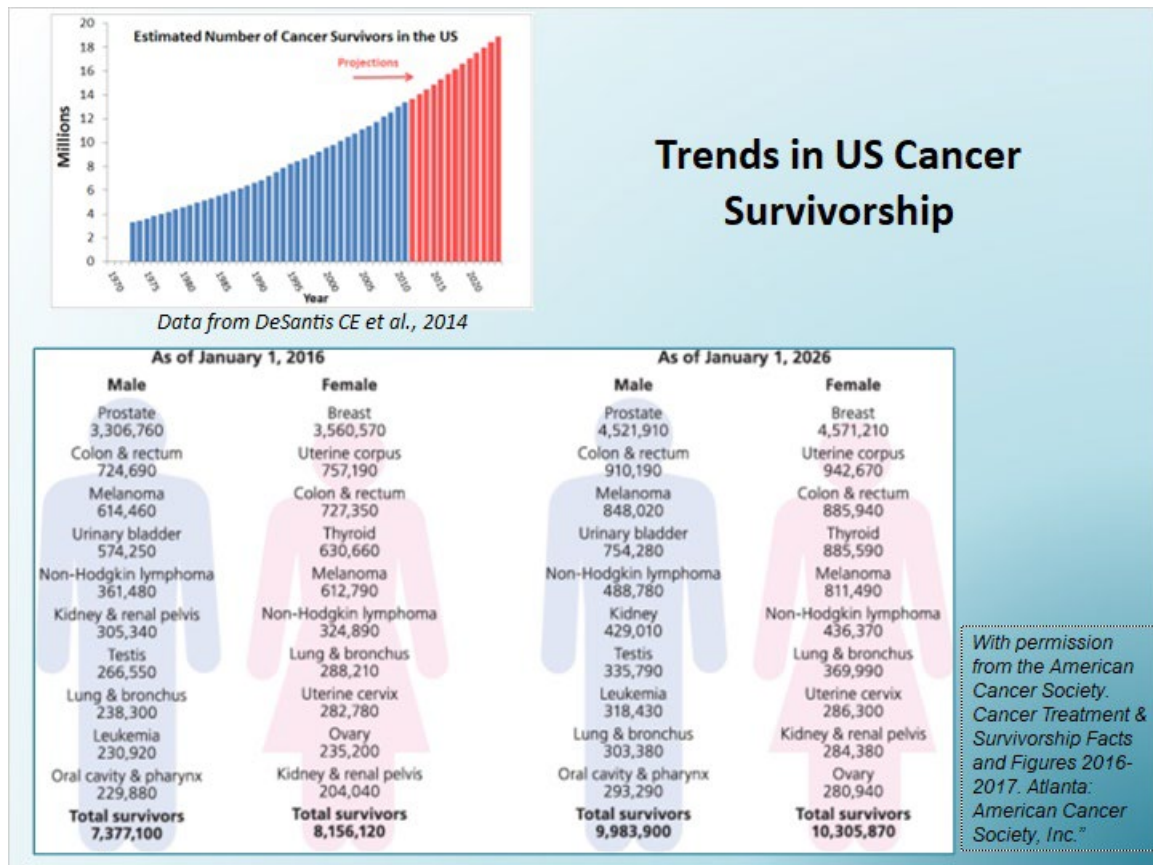 Estimated Number of Cancer Survivors in the US
Projections
Millions
20
18
16
14
12
10
8
6
4
2
0
1970
1975
1980
1985
1990
1995
2000
2005
2010
2015
2020
Year
Data from DeSantis CE et al., 2014
Trends in US Cancer
Survivorship
As of January 1, 2016
Male
Prostate
3,306,760
Colon & rectum
724,690
Melanoma
614,460
Urinary bladder
574,250
Non-Hodgkin lymphoma
361,480
Kidney & renal pelvis
305,340
Testis
266,550
Lung & bronchus
238,300
Leukemia
230,920
Oral cavity & pharynx
229,880
Total survivors
7,377,100
Female
Breast
3,560,570
Uterine corpus
757,190
Colon & rectum
727,350
Thyroid
630,660
Melanoma
612,790
Non-Hodgkin lymphoma
324,890
Lung & bronchus
288,210
Uterine cervix
282,780
Ovary
235,200
Kidney & renal pelvis
204,040
Total survivors
8,156,120
As of January 1, 2026
Male
Prostate
4,521,910
Colon & rectum
910,190
Melanoma
848,020
Urinary bladder
754,280
Non-Hodgkin lymphoma
488,780
Kidney
429,010
Testis
335,790
Leukemia
318,430
Lung & bronchus
303,380
Oral cavity & pharynx
293,290
Total survivors
9,983,900
Female
Breast
4,571,210
Uterine corpus
942,670
Colon & rectum
885,940
Thyroid
885,590
Melanoma
811,490
Non-Hodgkin lymphoma
436,370
Lung & bronchus
369,990
Uterine cervix
286,300
Kidney & renal pelvis
284,380
Ovary
280,940
Total survivors
10,305,870
With permission
from the American
Cancer Society.
Cancer Treatment &
Survivorship Facts
and Figures 2016-
2017. Atlanta:
American Cancer
Society, Inc.”